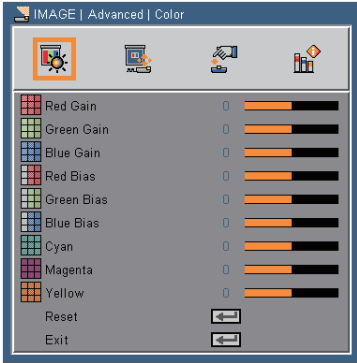 IMAGE | Advanced | Color
Red Gain 0
Green Gain 0
Blue Gain 0
Red Bias 0
Green Bias 0
Blue Bias 0
Cyan 0
Magenta 0
Yellow 0
Reset
Exit